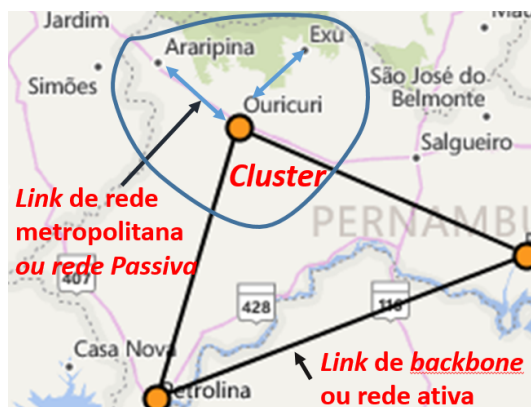 Jardim
Exu
Araripina
Simões
São José do
Belmonte
Ouricuri
Salgueiro
Cluster
Link de rede
metropolitana
ou rede Passiva
PERNAMBU
407
428
116
Casa Nova
Petrolina
Link de backbone
ou rede ativa